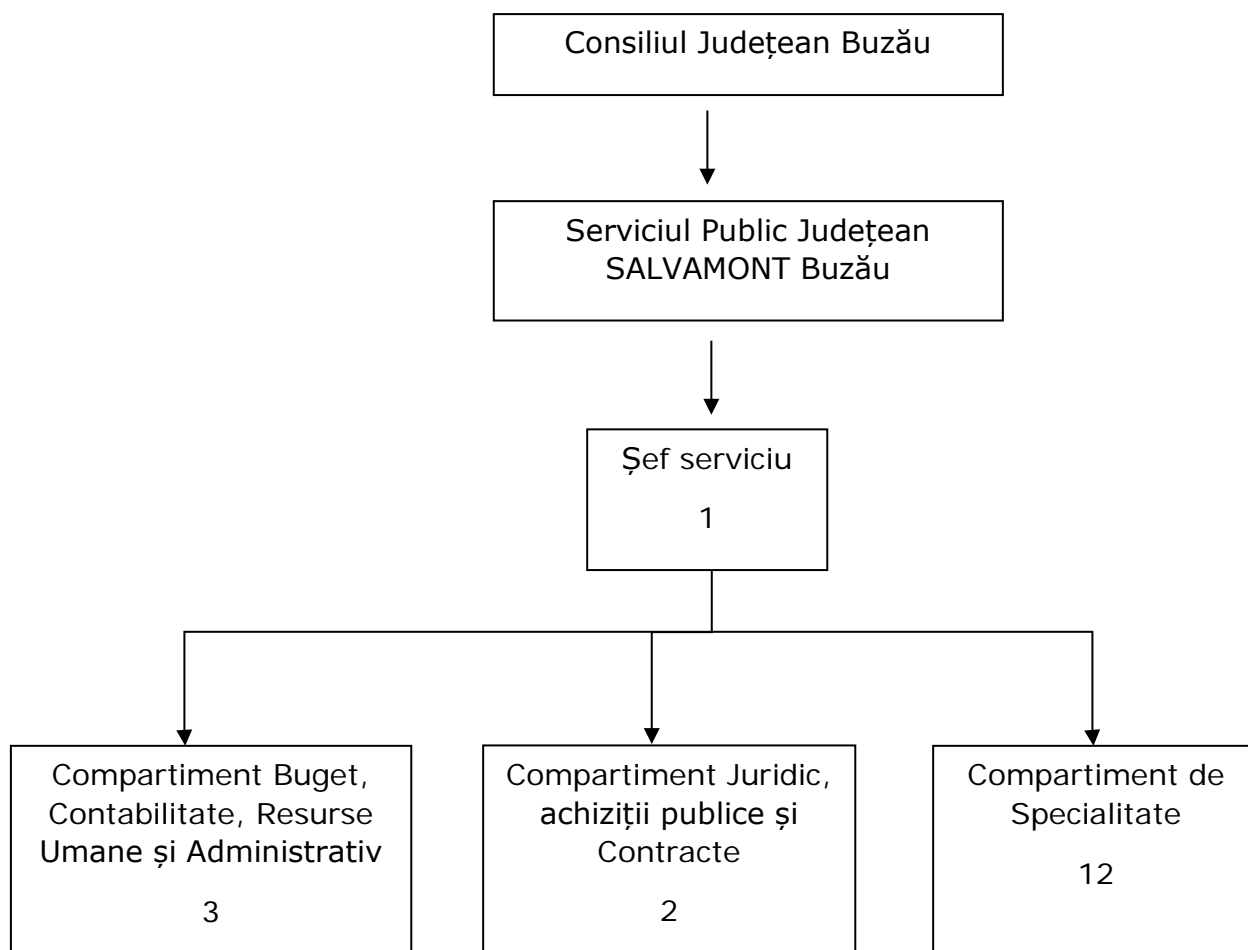 Consiliul Județean Buzău
Serviciul Public Județean
SALVAMONT Buzău
Șef serviciu
1
Compartiment Buget,
Contabilitate, Resurse
Umane și Administrativ
3
Compartiment Juridic,
achiziții publice și
Contracte
2
Compartiment de
Specialitate
12